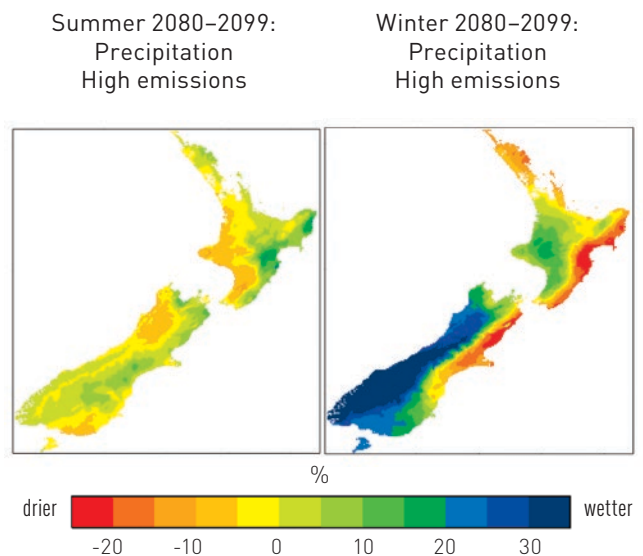 Summer 2080–2099:
Precipitation
High emissions
Winter 2080–2099:
Precipitation
High emissions
%
drier
wetter
-20 -10 0 10 20 30